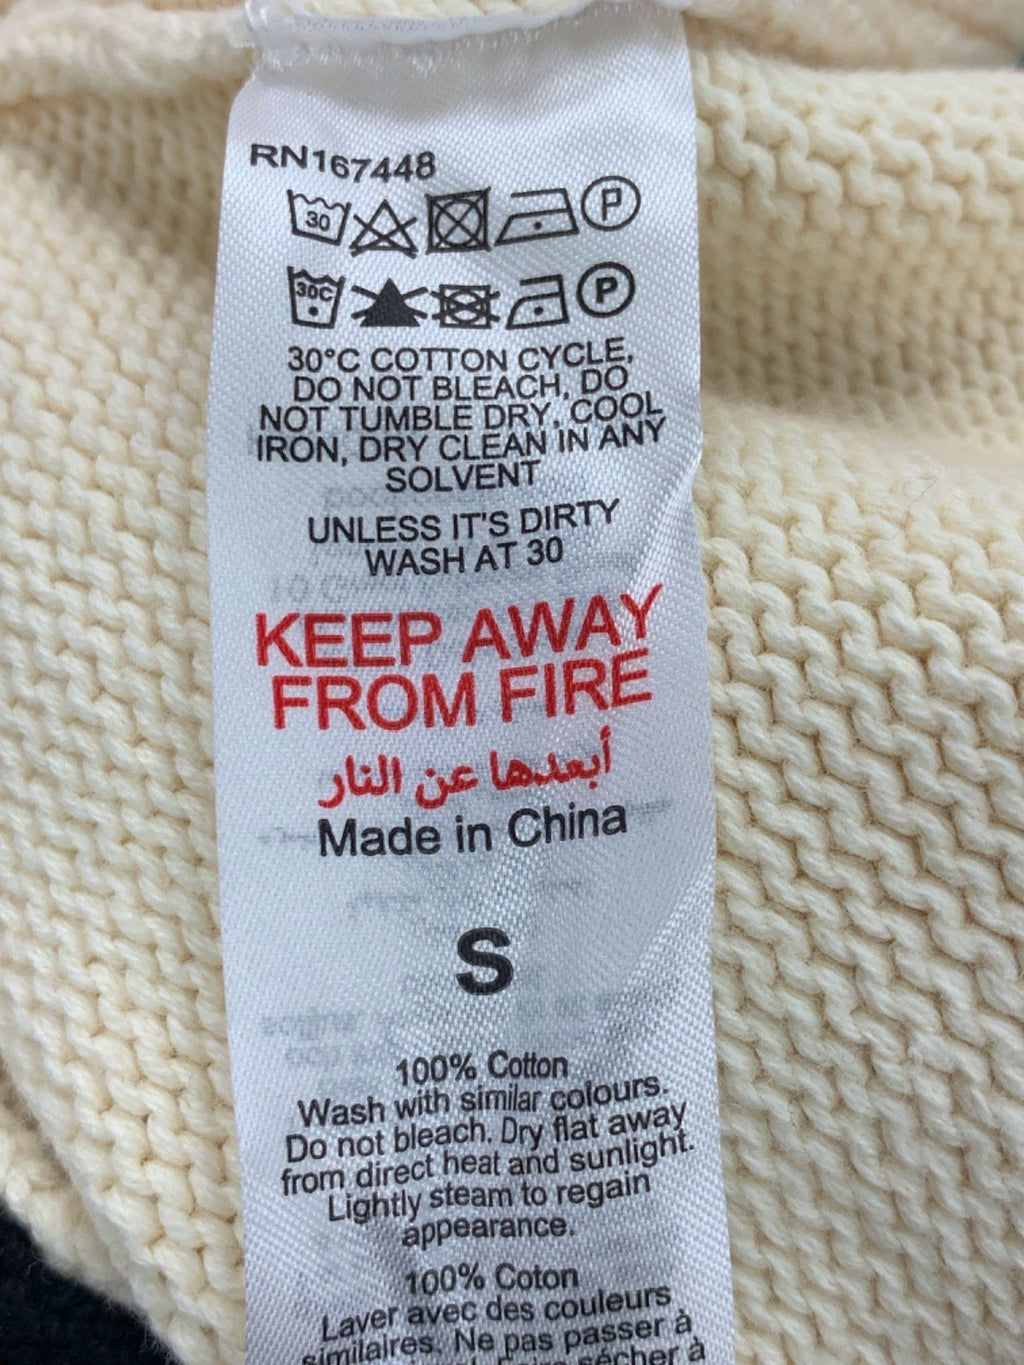 RN167448
30
P
30C
P
30°C COTTON CYCLE,
DO NOT BLEACH, DO
NOT TUMBLE DRY, COOL
IRON, DRY CLEAN IN ANY
SOLVENT
UNLESS IT'S DIRTY
WASH AT 30
KEEP AWAY
FROM FIRE
أبعدها عن النار
Made in China
S
100% Cotton
Wash with similar colours.
Do not bleach. Dry flat away
from direct heat and sunlight.
Lightly steam to regain
appearance.
100% Coton
Laver avec des couleurs
similaires. Ne pas passer à
sécher à